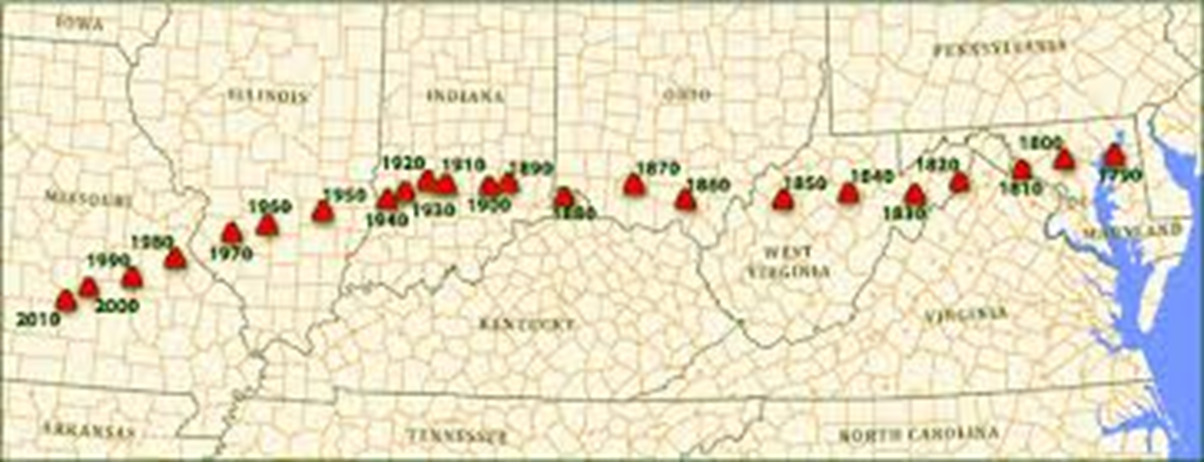 IOWA
PENNSYLVANIA
ILLINOIS
INDIANA
OHIO
1800
1920
1910
1890
1870
1820
1790
1860
1850
1840
1810
MISSOURI
1950
1940
1930
1900
1880
1830
1960
MARYLAND
1980
1970
WEST
VIRGINIA
1990
2000
2010
KENTUCKY
VIRGINIA
ARKANSAS
TENNESSEE
NORTH CAROLINA